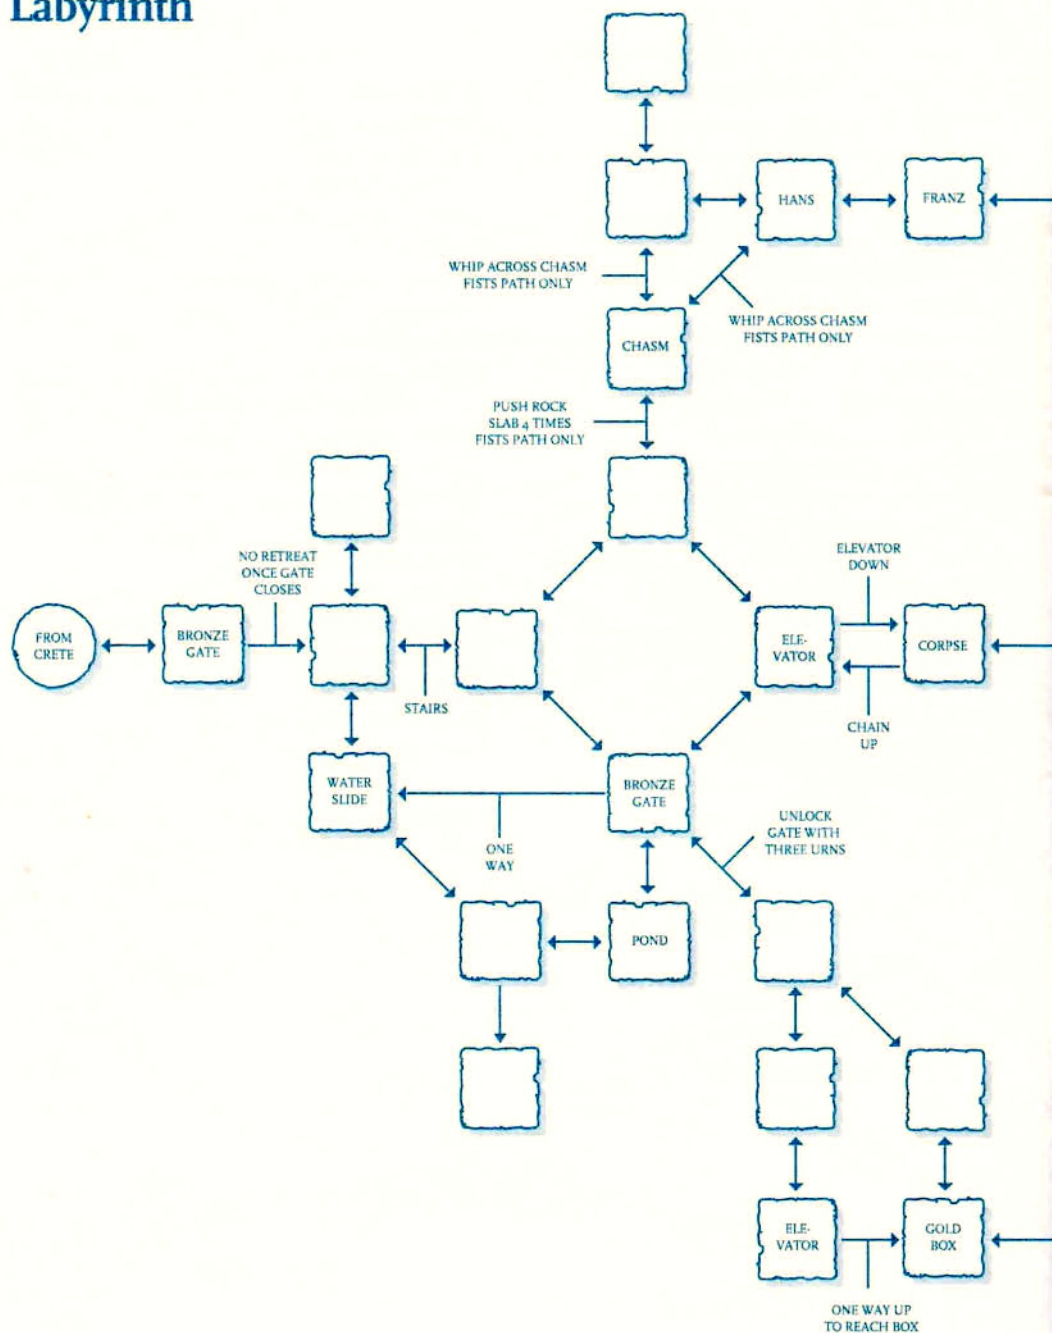 Labyrinth
HANS
FRANZ
WHIP ACROSS CHASM
FISTS PATH ONLY
WHIP ACROSS CHASM
FISTS PATH ONLY
CHASM
PUSH ROCK
SLAB 4 TIMES
FISTS PATH ONLY
NO RETREAT
ONCE GATE
CLOSES
ELEVATOR
DOWN
FROM
CRETE
BRONZE
GATE
ELE-
VATOR
CORPSE
STAIRS
CHAIN
UP
WATER
SLIDE
BRONZE
GATE
ONE
WAY
UNLOCK
GATE WITH
THREE URNS
POND
ELE-
VATOR
GOLD
BOX
ONE WAY UP
TO REACH BOX